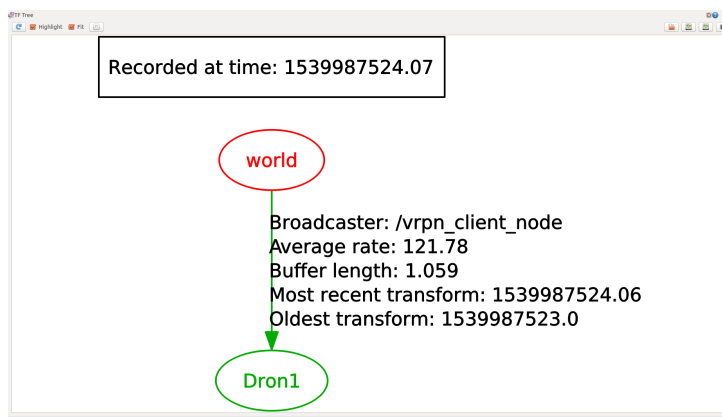 TF Tree
Highlight Fit
Recorded at time: 1539987524.07
world
Broadcaster: /vrpn_client_node
Average rate: 121.78
Buffer length: 1.059
Most recent transform: 1539987524.06
Oldest transform: 1539987523.0
Dron1